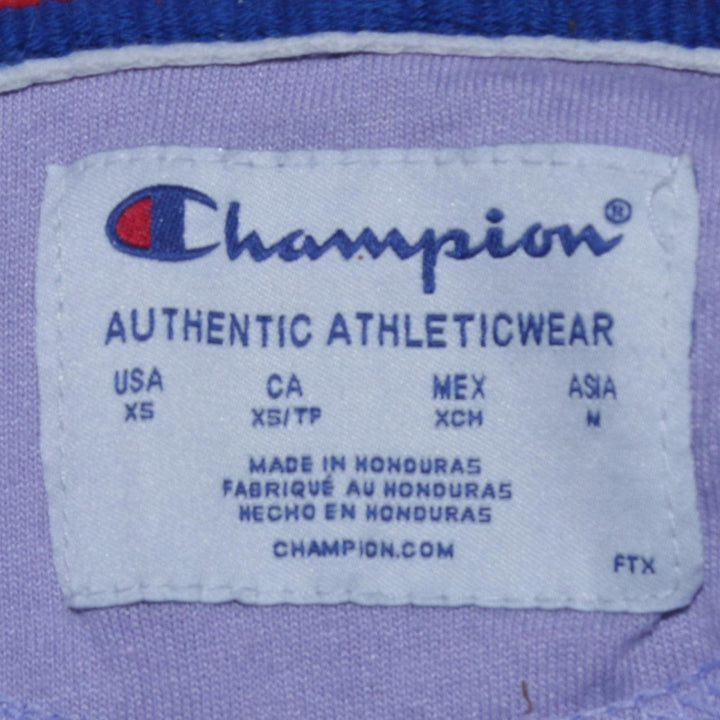 Champion®
AUTHENTIC ATHLETICWEAR
USA CA MEX ASIA
XS XS/TP XCH M
MADE IN HONDURAS
FABRIQUÉ AU HONDURAS
HECHO EN HONDURAS
CHAMPION.COM
FTX